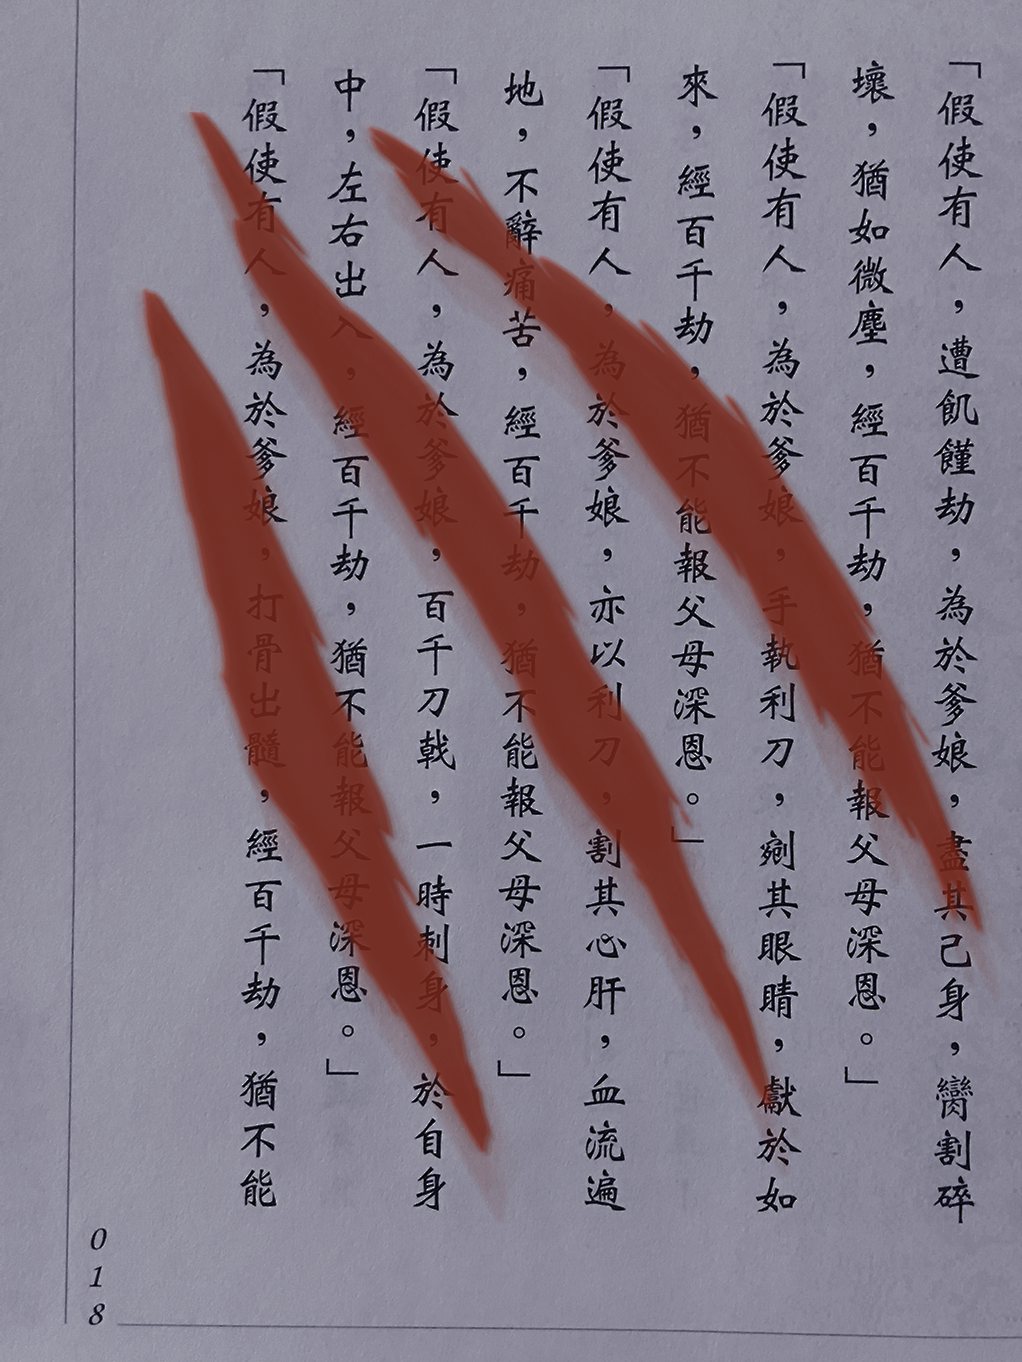 「假使有人，遭飢饉劫，為於爹娘，盡其己身，臠割碎
壞，猶如微塵，經百千劫，猶不能報父母深恩。」
「假使有人，為於爹娘，手執利刀，剜其眼睛，獻於如
來，經百千劫，猶不能報父母深恩。」
「假使有人，為於爹娘，亦以利刀，割其心肝，血流遍
地，不辭痛苦，經百千劫，猶不能報父母深恩。」
「假使有人，為於爹娘，百千刀戟，一時刺身，於自身
中，左右出入，經百千劫，猶不能報父母深恩。」
「假使有人，為於爹娘，打骨出髓，經百千劫，猶不能
018